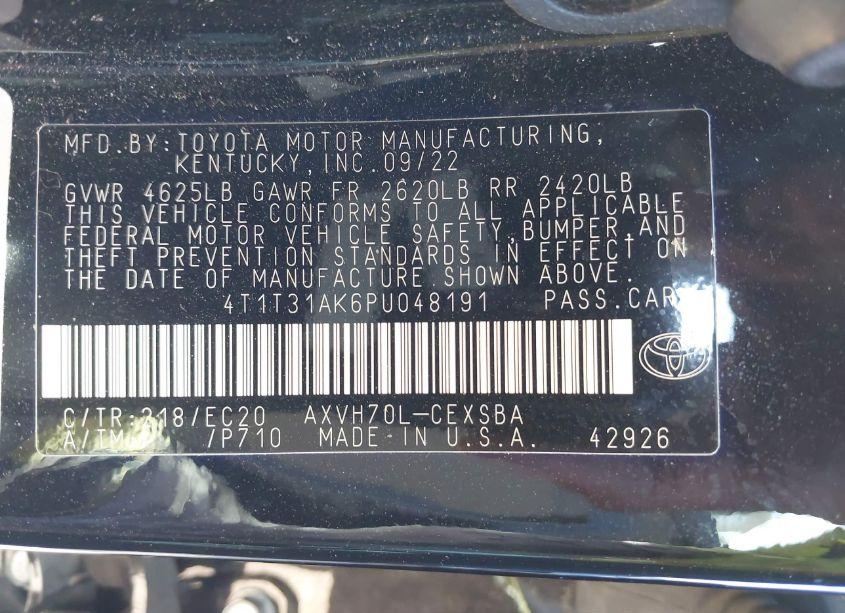 MFD.BY:TOYOTA MOTOR MANUFACTURING,
KENTUCKY,INC.09/22
GVWR 4625LB GAWR FR 2620LB RR 2420LB
THIS VEHICLE CONFORMS TO ALL APPLICABLE
FEDERAL MOTOR VEHICLE SAFETY,BUMPER,AND
THEFT PREVENTION STANDARDS IN EFFECT ON
THE DATE OF MANUFACTURE SHOWN ABOVE.
4T1T31AK6PU048191 PASS.CAR
C/TR:218/EC20 AXVH70L-CEXSBA
A/TM: /P710 MADE IN U.S.A. 42926